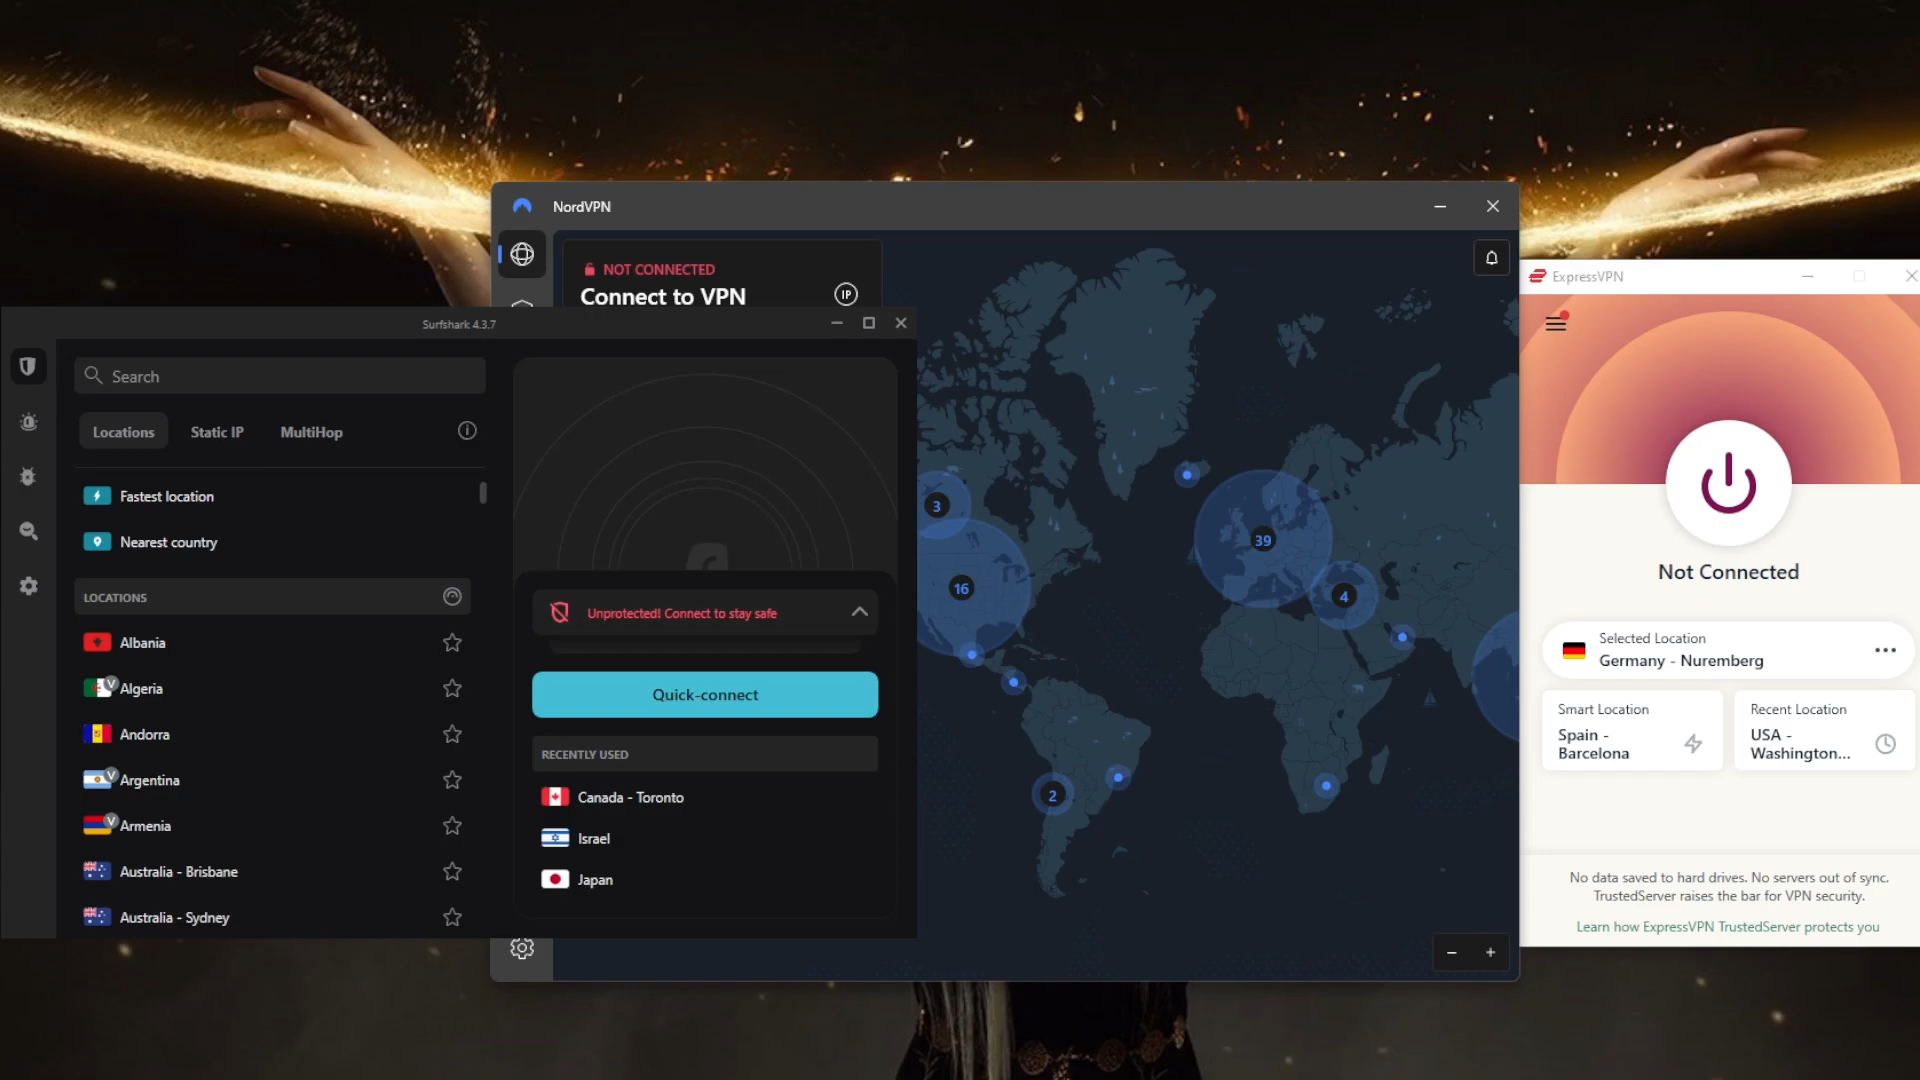 NordVPN
NOT CONNECTED
Connect to VPN
IP
3
16
39
4
2
Surfshark 4.3.7
Search
Locations
Static IP
MultiHop
Fastest location
Nearest country
LOCATIONS
Albania
V
Algeria
Andorra
V
Argentina
V
Armenia
Australia - Brisbane
Australia - Sydney
Unprotected! Connect to stay safe
Quick-connect
RECENTLY USED
Canada - Toronto
Israel
Japan
ExpressVPN
Not Connected
Selected Location
Germany - Nuremberg
Smart Location
Spain -
Barcelona
Recent Location
USA -
Washington...
No data saved to hard drives. No servers out of sync.
TrustedServer raises the bar for VPN security.
Learn how ExpressVPN TrustedServer protects you